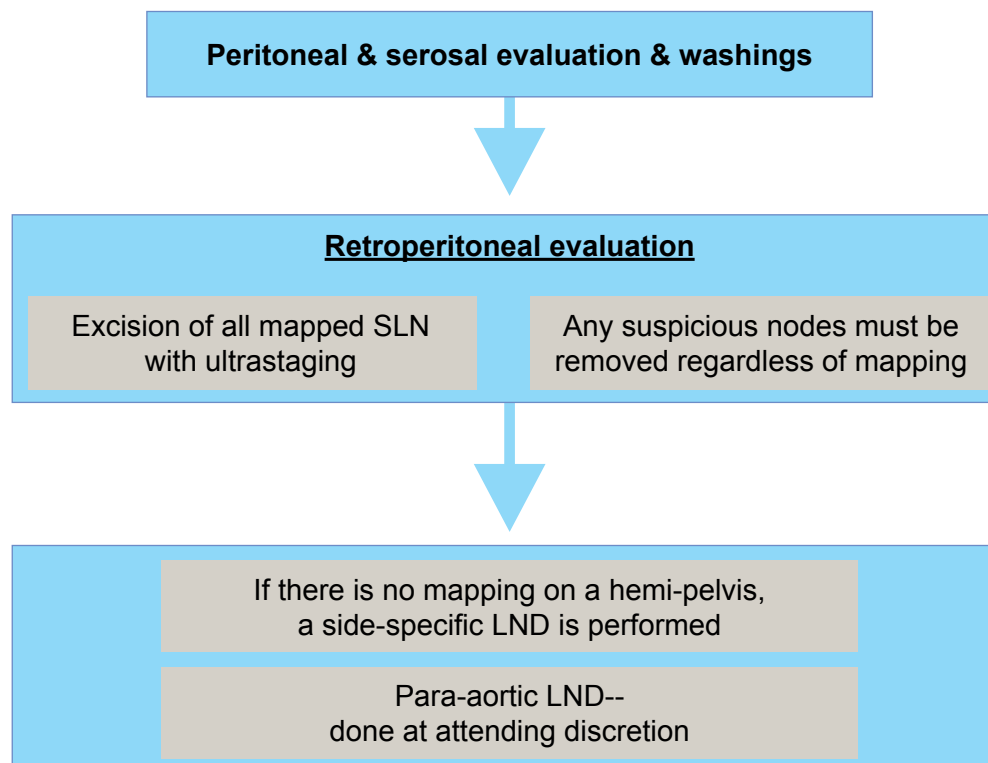 Peritoneal & serosal evaluation & washings
Retroperitoneal evaluation
Excision of all mapped SLN
with ultrastaging
Any suspicious nodes must be
removed regardless of mapping
If there is no mapping on a hemi-pelvis,
a side-specific LND is performed
Para-aortic LND--
done at attending discretion